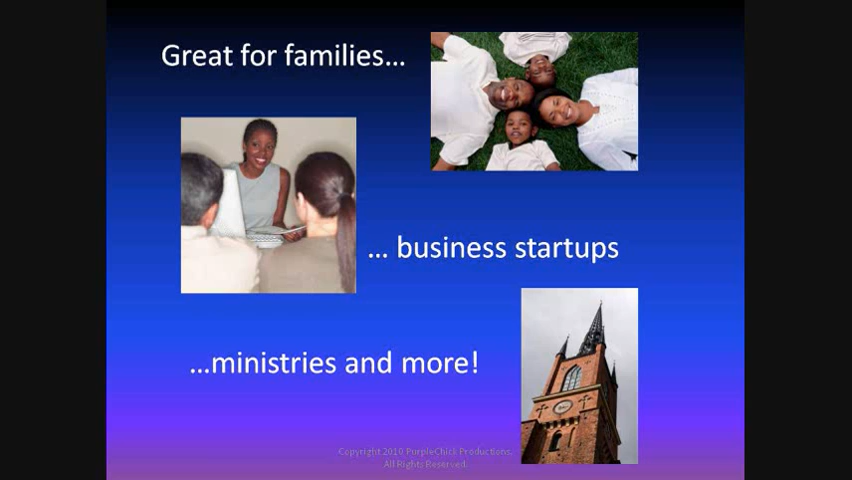 Great for families…
… business startups
…ministries and more!
Copyright 2010 PurpleChick Productions.
All Rights Reserved.